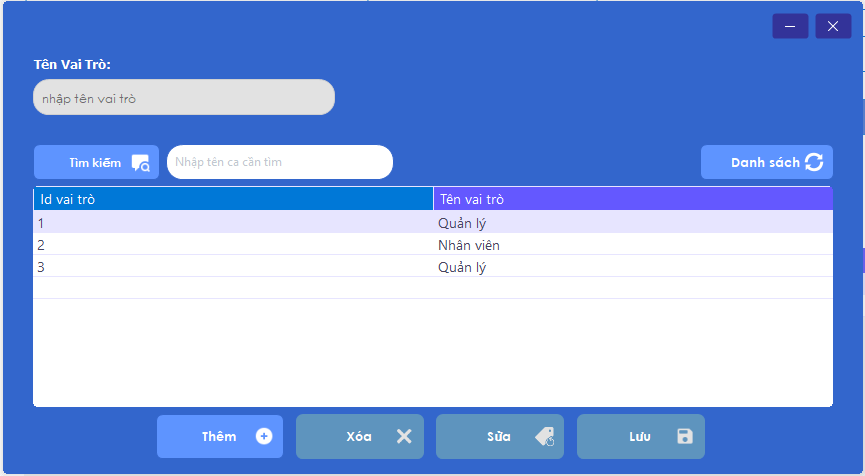 Tên Vai Trò:
nhập tên vai trò
Tìm kiếm
Nhập tên ca cần tìm
Danh sách
Id vai trò Tên vai trò
1 Quản lý
2 Nhân viên
3 Quản lý
Thêm
Xóa
Sữa
Lưu